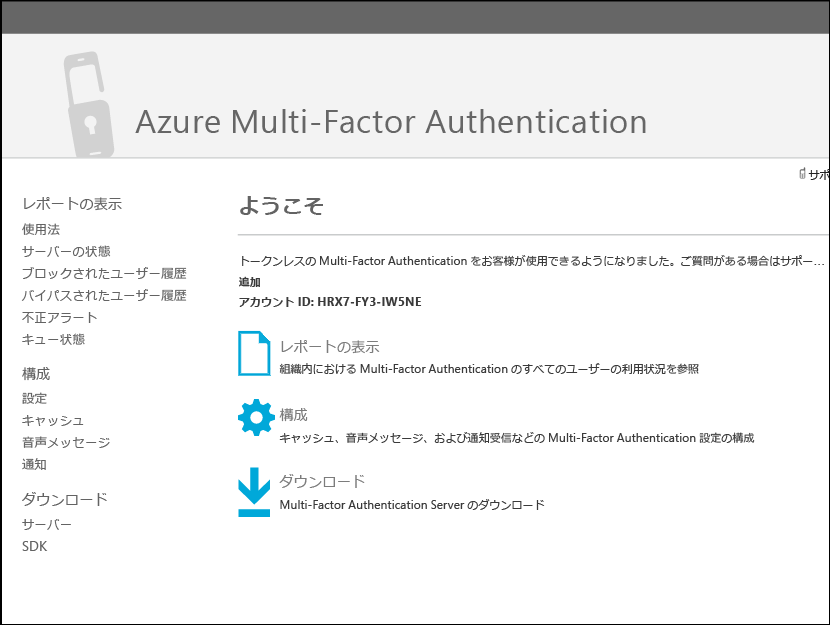 Azure Multi-Factor Authentication
サポ
レポートの表示
使用法
サーバーの状態
ブロックされたユーザー履歴
バイパスされたユーザー履歴
不正アラート
キュー状態
構成
設定
キャッシュ
音声メッセージ
通知
ダウンロード
サーバー
SDK
ようこそ
トークンレスの Multi-Factor Authentication をお客様が使用できるようになりました。ご質問がある場合はサポー...
追加
アカウント ID: HRX7-FY3-IW5NE
レポートの表示
組織内における Multi-Factor Authentication のすべてのユーザーの利用状況を参照
構成
キャッシュ、音声メッセージ、および通知受信などの Multi-Factor Authentication 設定の構成
ダウンロード
Multi-Factor Authentication Server のダウンロード